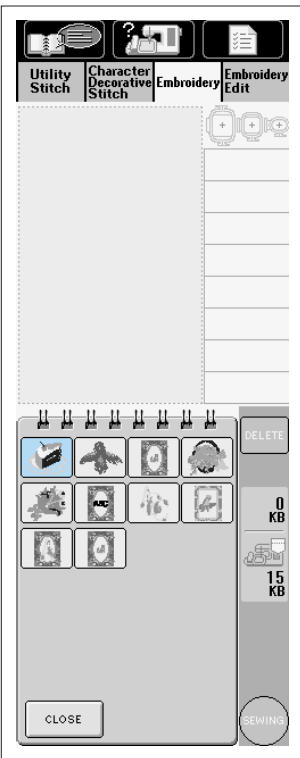 Utility
Stitch
Character
Decorative
Stitch
Embroidery
Embroidery
Edit
DELETE
0
KB
15
KB
CLOSE
SEWING